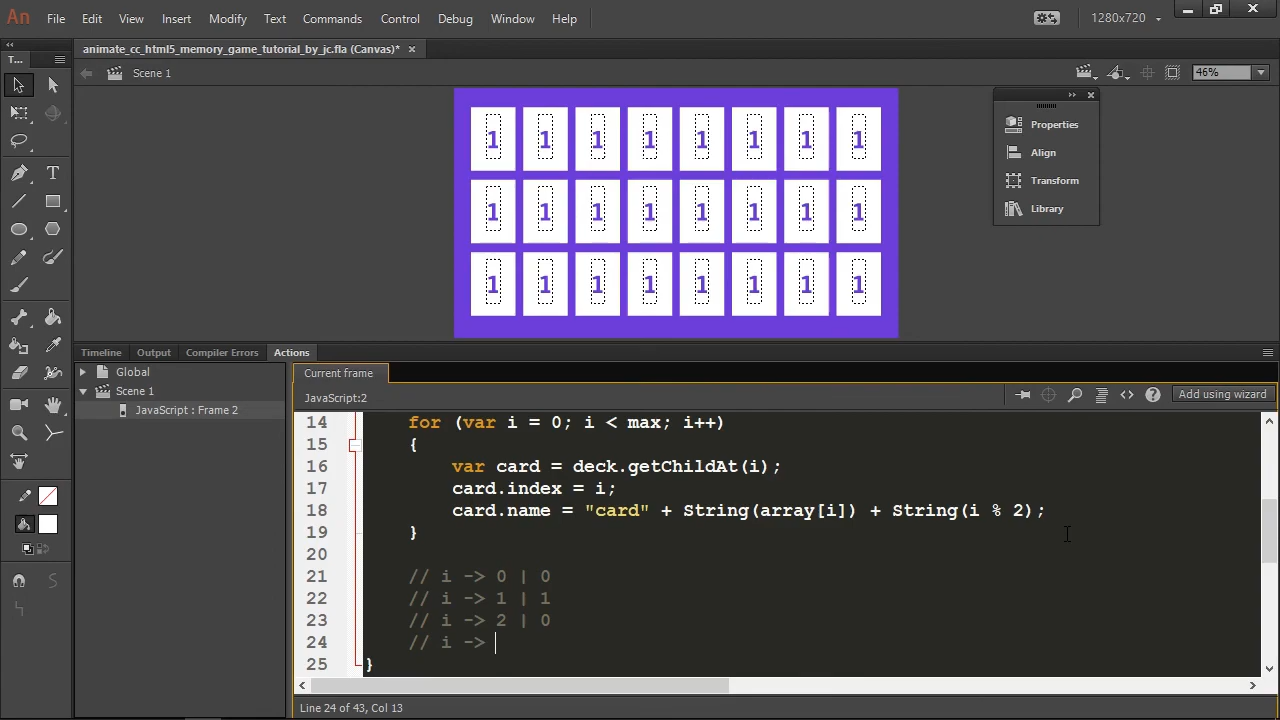 An File Edit View Insert Modify Text Commands Control Debug Window Help 1280x720
animate_cc_html5_memory_game_tutorial_by_jc.fla (Canvas)*
T...
Scene 1 46%
1 1 1 1 1 1 1 1
1 1 1 1 1 1 1 1
1 1 1 1 1 1 1 1
Properties
Align
Transform
Library
Timeline Output Compiler Errors Actions
Global
Scene 1
JavaScript : Frame 2
Current frame
JavaScript:2 Add using wizard
14 for (var i = 0; i < max; i++)
15 {
16 var card = deck.getChildAt(i);
17 card.index = i;
18 card.name = "card" + String(array[i]) + String(i % 2);
19 }
20
21 // i -> 0 | 0
22 // i -> 1 | 1
23 // i -> 2 | 0
24 // i ->
25 }
Line 24 of 43, Col 13